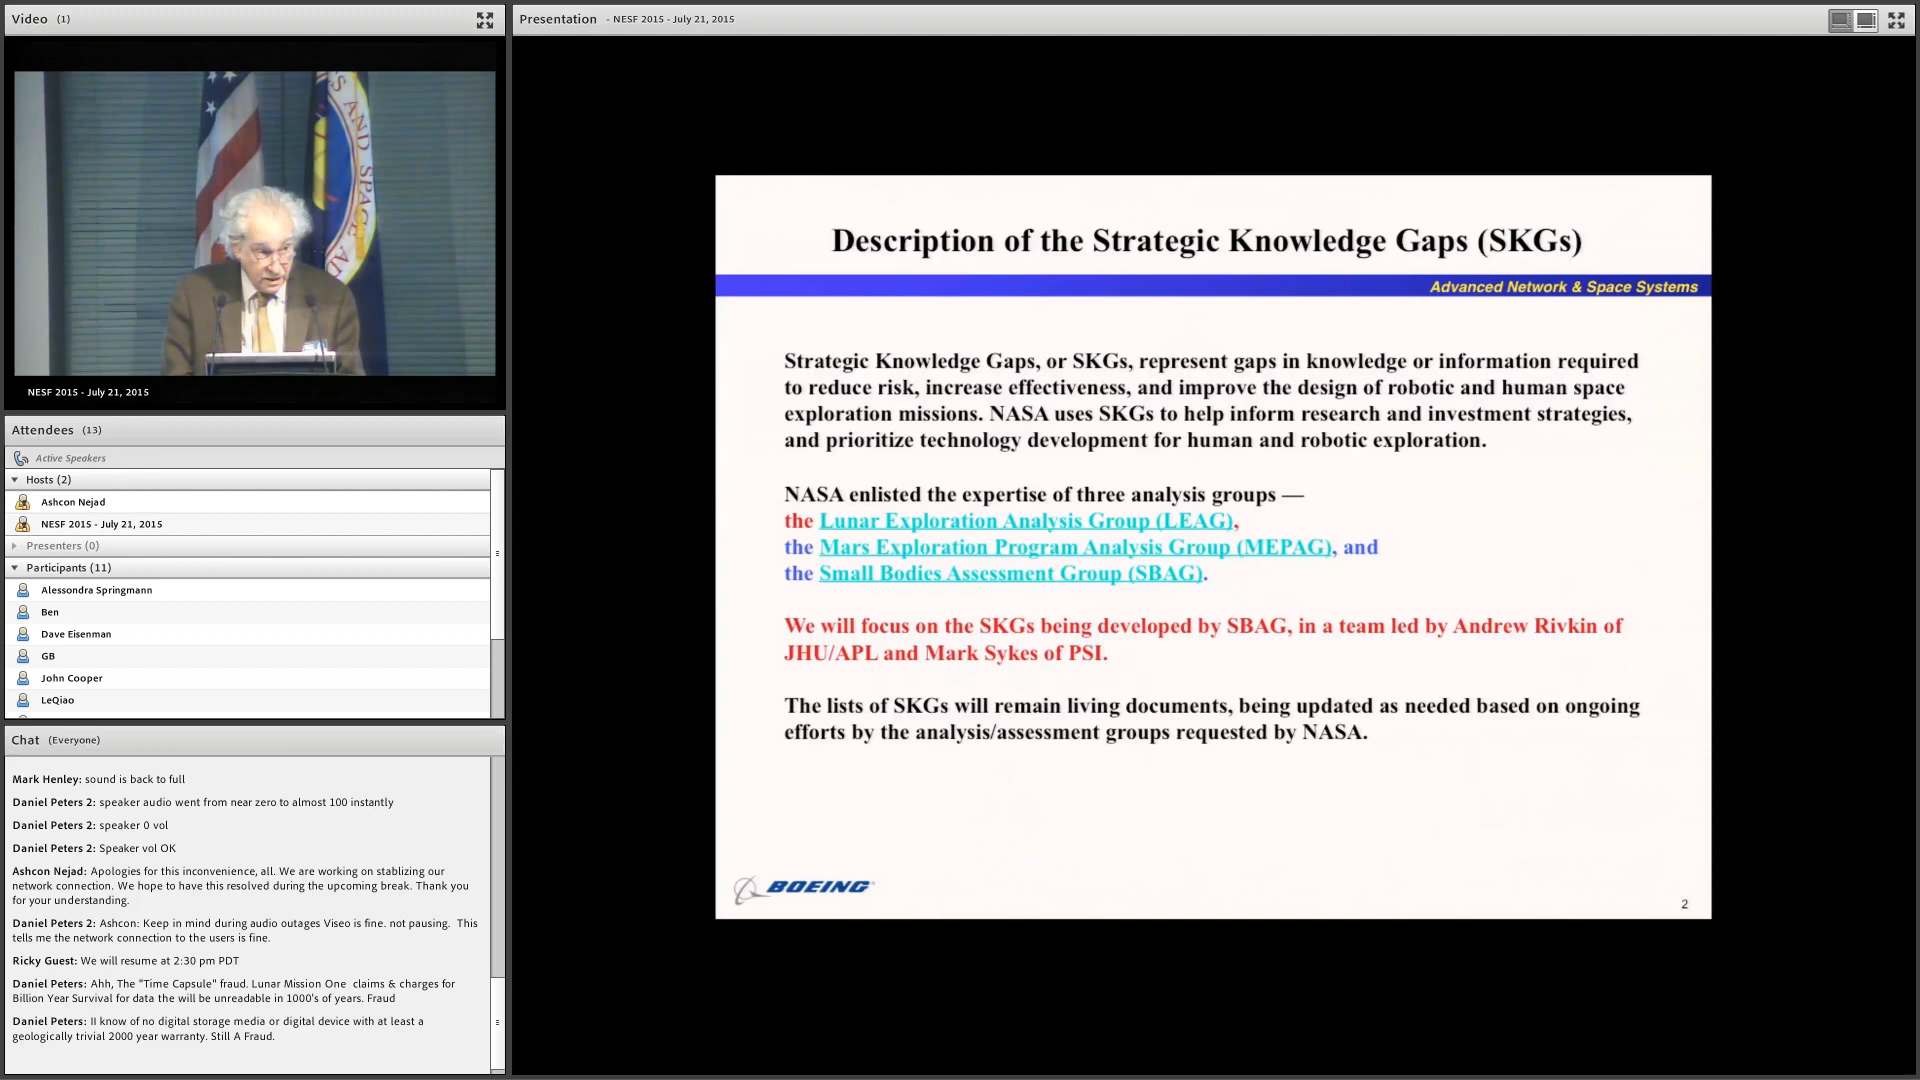 Video (1)
S AND SPACE AD
NESF 2015 - July 21, 2015
Attendees (13)
Active Speakers
Hosts (2)
Ashcon Nejad
NESF 2015 - July 21, 2015
Presenters (0)
Participants (11)
Alessondra Springmann
Ben
Dave Eisenman
GB
John Cooper
LeQiao
Chat (Everyone)
Mark Henley: sound is back to full
Daniel Peters 2: speaker audio went from near zero to almost 100 instantly
Daniel Peters 2: speaker 0 vol
Daniel Peters 2: Speaker vol OK
Ashcon Nejad: Apologies for this inconvenience, all. We are working on stablizing our
network connection. We hope to have this resolved during the upcoming break. Thank you
for your understanding.
Daniel Peters 2: Ashcon: Keep in mind during audio outages Viseo is fine. not pausing. This
tells me the network connection to the users is fine.
Ricky Guest: We will resume at 2:30 pm PDT
Daniel Peters: Ahh, The "Time Capsule" fraud. Lunar Mission One claims & charges for
Billion Year Survival for data the will be unreadable in 1000's of years. Fraud
Daniel Peters: II know of no digital storage media or digital device with at least a
geologically trivial 2000 year warranty. Still A Fraud.
Presentation - NESF 2015 - July 21, 2015
Description of the Strategic Knowledge Gaps (SKGs)
Advanced Network & Space Systems
Strategic Knowledge Gaps, or SKGs, represent gaps in knowledge or information required
to reduce risk, increase effectiveness, and improve the design of robotic and human space
exploration missions. NASA uses SKGs to help inform research and investment strategies,
and prioritize technology development for human and robotic exploration.
NASA enlisted the expertise of three analysis groups —
the Lunar Exploration Analysis Group (LEAG),
the Mars Exploration Program Analysis Group (MEPAG), and
the Small Bodies Assessment Group (SBAG).
We will focus on the SKGs being developed by SBAG, in a team led by Andrew Rivkin of
JHU/APL and Mark Sykes of PSI.
The lists of SKGs will remain living documents, being updated as needed based on ongoing
efforts by the analysis/assessment groups requested by NASA.
BOEING
2